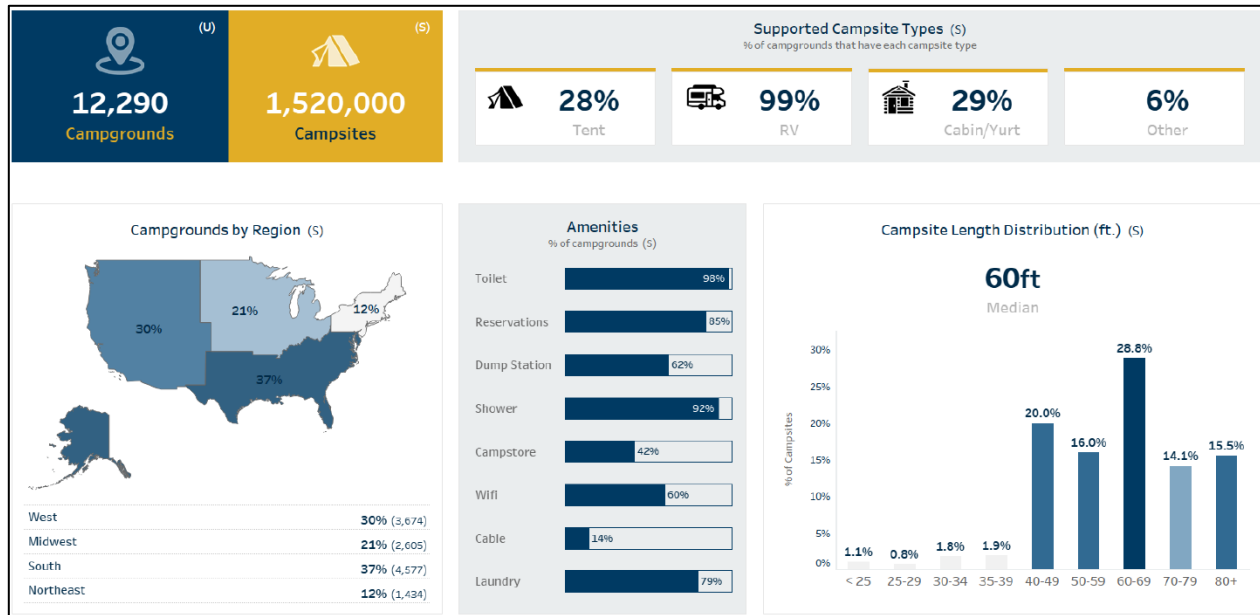 (U)
12,290
Campgrounds
(S)
1,520,000
Campsites
Supported Campsite Types (S)
% of campgrounds that have each campsite type
28%
Tent
99%
RV
29%
Cabin/Yurt
6%
Other
Campgrounds by Region (S)
30%
21%
12%
37%
West 30% (3,674)
Midwest 21% (2,605)
South 37% (4,577)
Northeast 12% (1,434)
Amenities
% of campgrounds (S)
Toilet 98%
Reservations 85%
Dump Station 62%
Shower 92%
Campstore 42%
Wifi 60%
Cable 14%
Laundry 79%
Campsite Length Distribution (ft.) (S)
60ft
Median
% of Campsites
30%
25%
20%
15%
10%
5%
0%
1.1%
0.8%
1.8%
1.9%
20.0%
16.0%
28.8%
14.1%
15.5%
< 25 25-29 30-34 35-39 40-49 50-59 60-69 70-79 80+